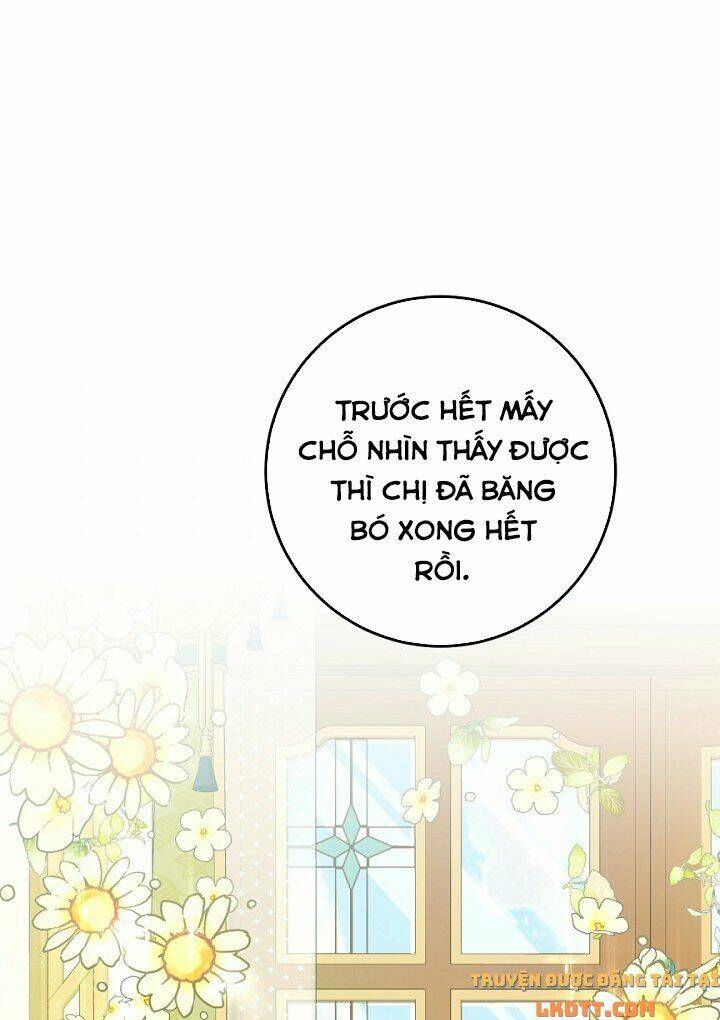 TRƯỚC HẾT MẤY
CHỖ NHÌN THẤY ĐƯỢC
THÌ CHỊ ĐÃ BĂNG
BÓ XONG HẾT
RỒI.
TRUYỆN ĐƯỢC ĐĂNG TẢI TẠI
LKDTT.COM